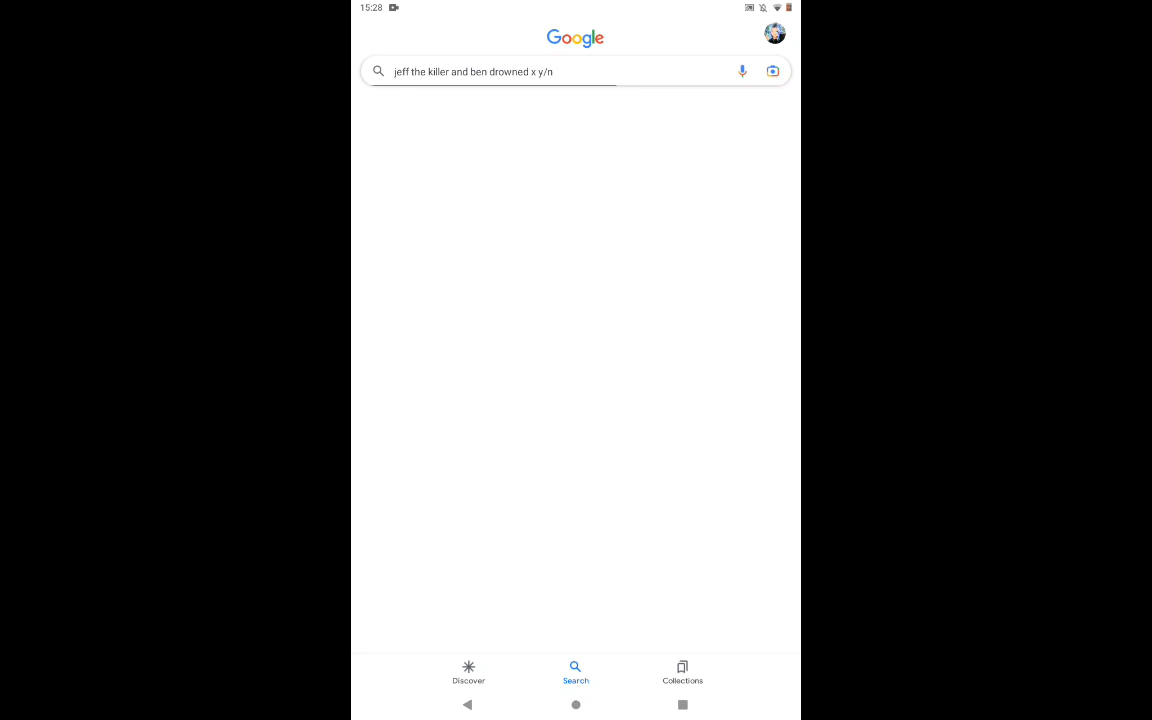 15:28
Google
jeff the killer and ben drowned x y/n
Discover
Search
Collections